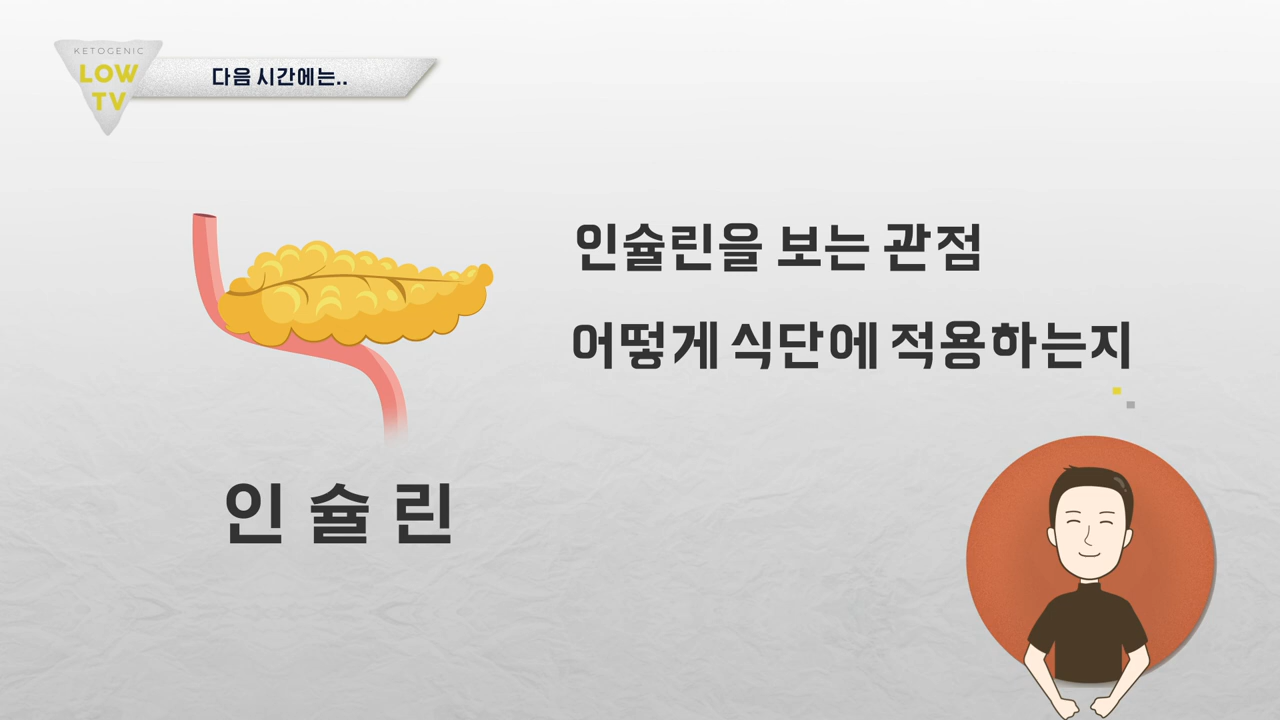 KETOGENIC
LOW
TV
다음 시간에는..
인슐린을 보는 관점
어떻게 식단에 적용하는지
인 슐 린